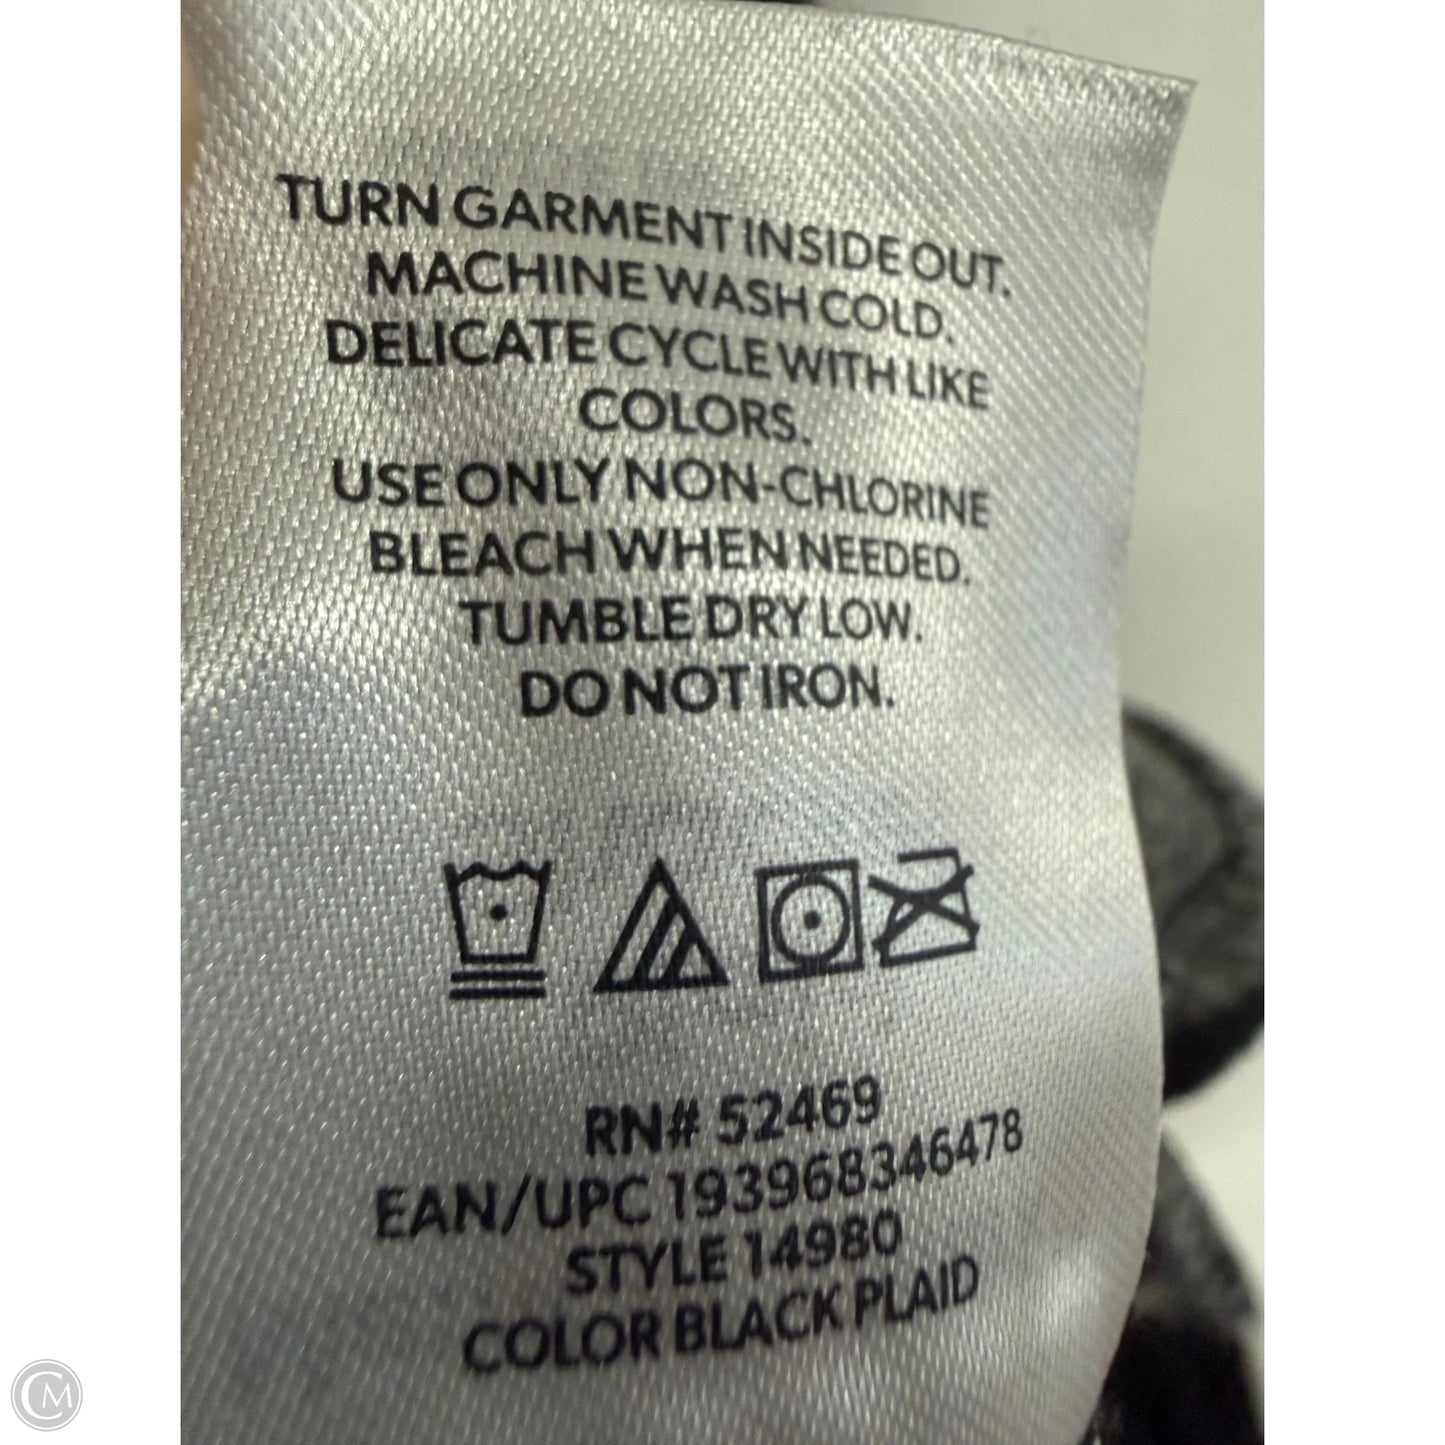 TURN GARMENT INSIDE OUT.
MACHINE WASH COLD.
DELICATE CYCLE WITH LIKE
COLORS.
USE ONLY NON-CHLORINE
BLEACH WHEN NEEDED.
TUMBLE DRY LOW.
DO NOT IRON.
RN# 52469
EAN/UPC 193968346478
STYLE 14980
COLOR BLACK PLAID
CM